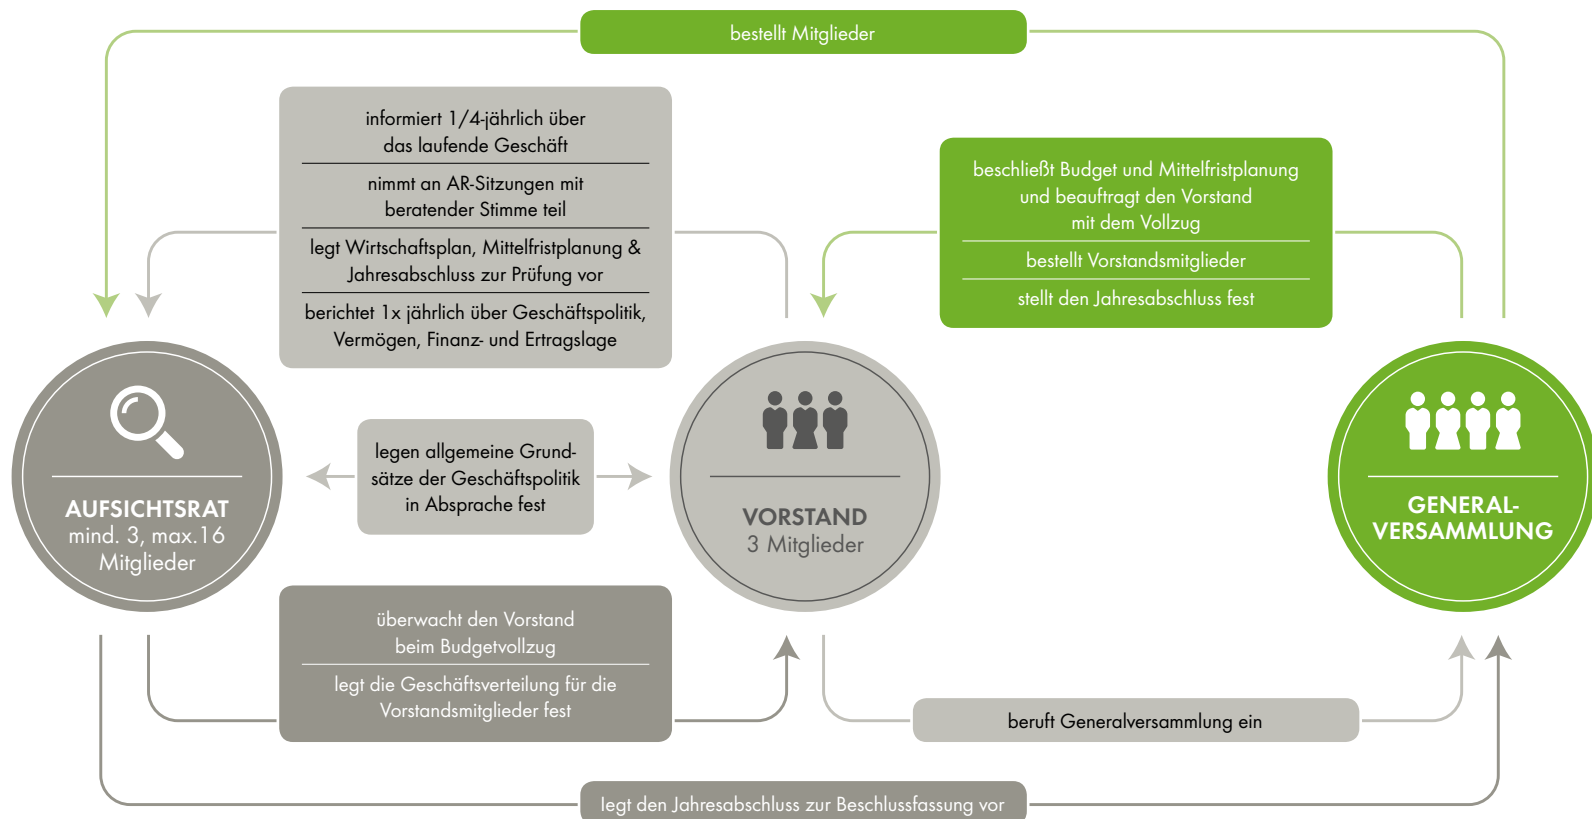 bestellt Mitglieder
informiert 1/4-jährlich über
das laufende Geschäft
nimmt an AR-Sitzungen mit
beratender Stimme teil
legt Wirtschaftsplan, Mittelfristplanung &
Jahresabschluss zur Prüfung vor
berichtet 1x jährlich über Geschäftspolitik,
Vermögen, Finanz- und Ertragslage
beschließt Budget und Mittelfristplanung
und beauftragt den Vorstand
mit dem Vollzug
bestellt Vorstandsmitglieder
stellt den Jahresabschluss fest
AUFSICHTSRAT
mind. 3, max.16
Mitglieder
legen allgemeine Grund-
sätze der Geschäftspolitik
in Absprache fest
VORSTAND
3 Mitglieder
GENERAL-
VERSAMMLUNG
überwacht den Vorstand
beim Budgetvollzug
legt die Geschäftsverteilung für die
Vorstandsmitglieder fest
beruft Generalversammlung ein
legt den Jahresabschluss zur Beschlussfassung vor